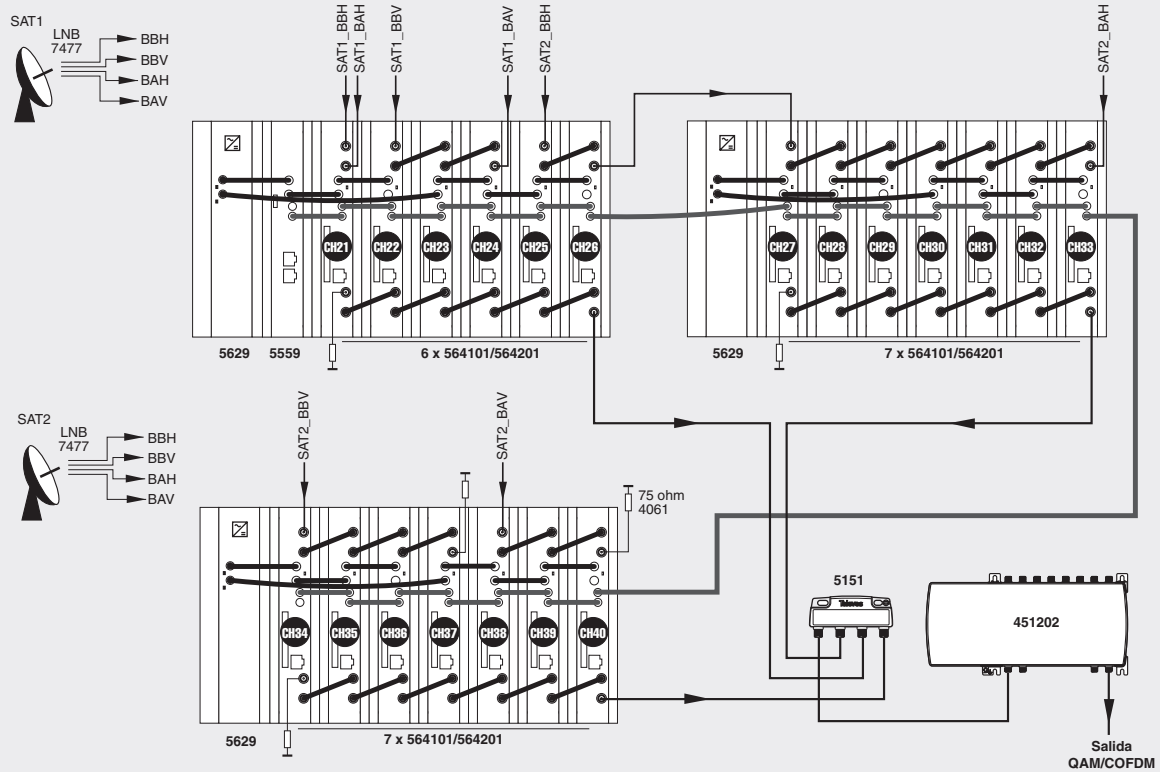 SAT1
LNB
7477
BBH
BBV
BAH
BAV
SAT1_BBH
SAT1_BAH
SAT1_BBV
SAT1_BAV
SAT2_BBH
SAT2_BAH
CH21
CH22
CH23
CH24
CH25
CH26
5629
5559
6 x 564101/564201
CH27
CH28
CH29
CH30
CH31
CH32
CH33
5629
7 x 564101/564201
SAT2
LNB
7477
BBH
BBV
BAH
BAV
SAT2_BBV
SAT2_BAV
75 ohm
4061
CH34
CH35
CH36
CH37
CH38
CH39
CH40
5629
7 x 564101/564201
5151
Televes
451202
Salida
QAM/COFDM